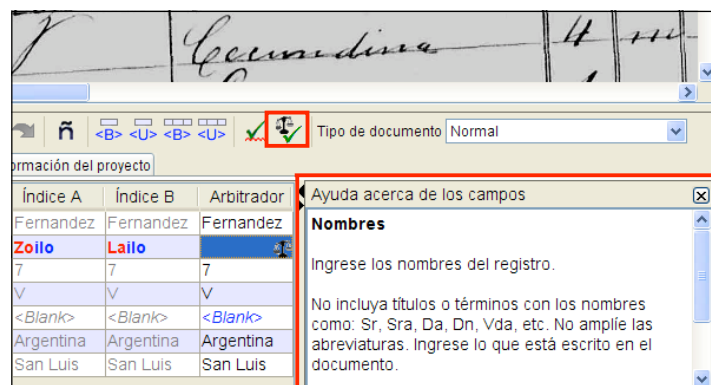 Cecundina 4 m
ñ <B> <U> <B> <U> Tipo de documento Normal
ormación del proyecto
Índice A Índice B Arbitrador
Fernandez Fernandez Fernandez
Zoilo Lailo
7 7 7
V V V
<Blank> <Blank> <Blank>
Argentina Argentina Argentina
San Luis San Luis San Luis
Ayuda acerca de los campos
Nombres
Ingrese los nombres del registro.
No incluya títulos o términos con los nombres
como: Sr, Sra, Da, Dn, Vda, etc. No amplíe las
abreviaturas. Ingrese lo que está escrito en el
documento.